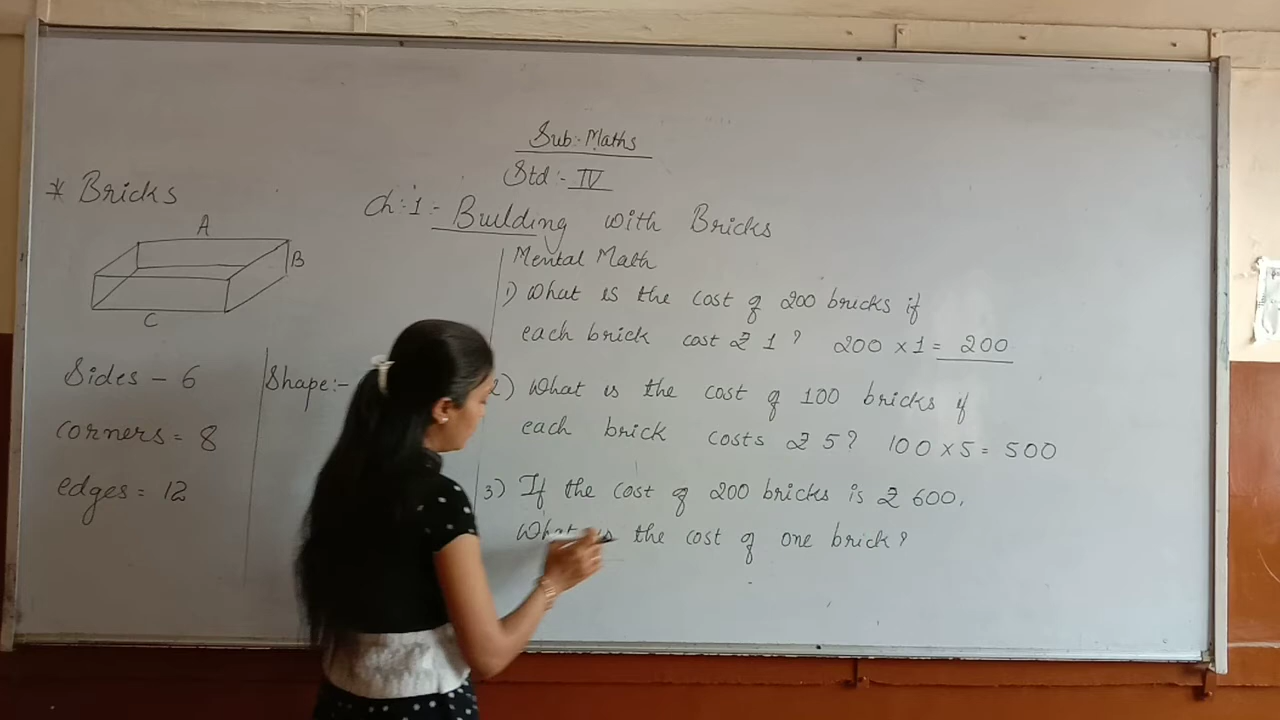 Sub:- Maths
Std:- IV
Ch:1:- Building with Bricks
* Bricks
A
B
C
Sides - 6
corners = 8
edges = 12
Shape:-
Mental Math
1) What is the cost of 200 bricks if
each brick cost ₹ 1? 200 x 1 = 200
2) What is the cost of 100 bricks if
each brick costs ₹ 5? 100 x 5 = 500
3) If the cost of 200 bricks is ₹ 600,
What is the cost of one brick?